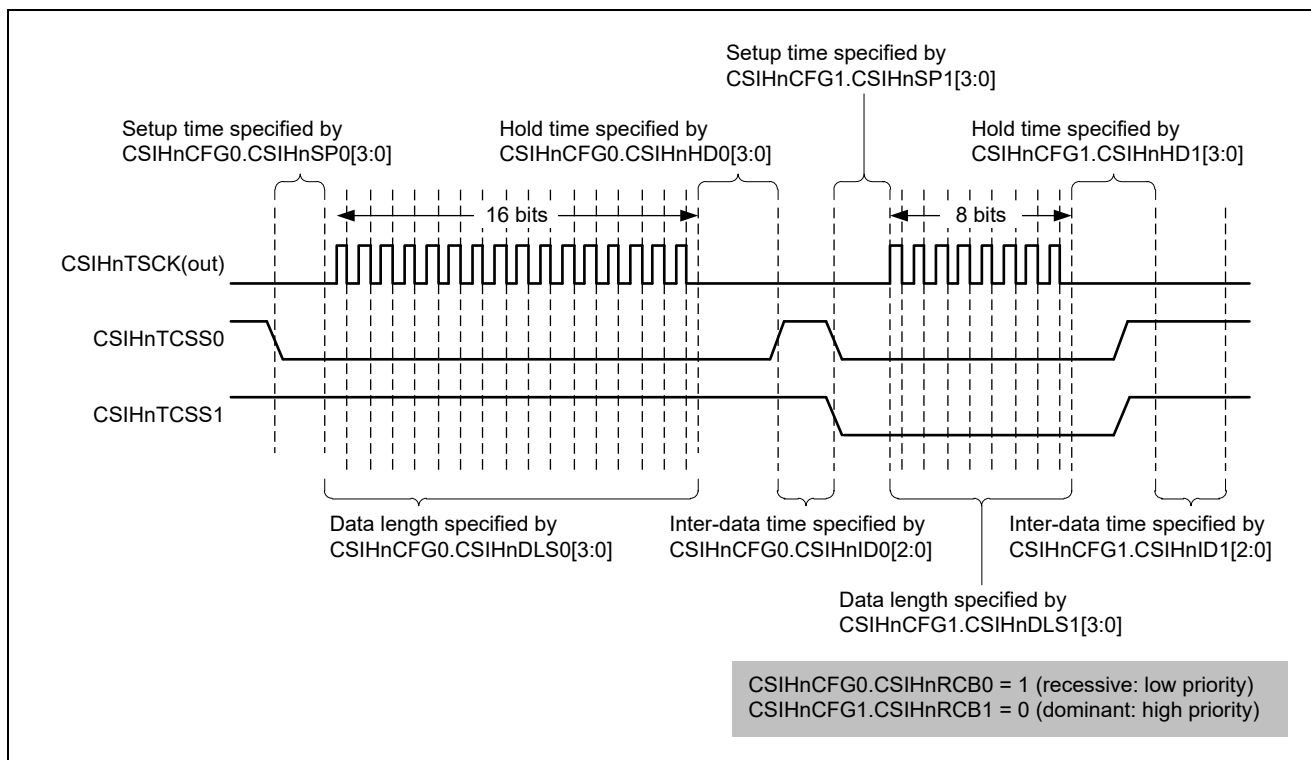 Setup time specified by
CSIHnCFG1.CSIHnSP1[3:0]
Setup time specified by
CSIHnCFG0.CSIHnSP0[3:0]
Hold time specified by
CSIHnCFG0.CSIHnHD0[3:0]
Hold time specified by
CSIHnCFG1.CSIHnHD1[3:0]
16 bits
8 bits
CSIHnTSCK(out)
CSIHnTCSS0
CSIHnTCSS1
Data length specified by
CSIHnCFG0.CSIHnDLS0[3:0]
Inter-data time specified by
CSIHnCFG0.CSIHnID0[2:0]
Inter-data time specified by
CSIHnCFG1.CSIHnID1[2:0]
Data length specified by
CSIHnCFG1.CSIHnDLS1[3:0]
CSIHnCFG0.CSIHnRCB0 = 1 (recessive: low priority)
CSIHnCFG1.CSIHnRCB1 = 0 (dominant: high priority)